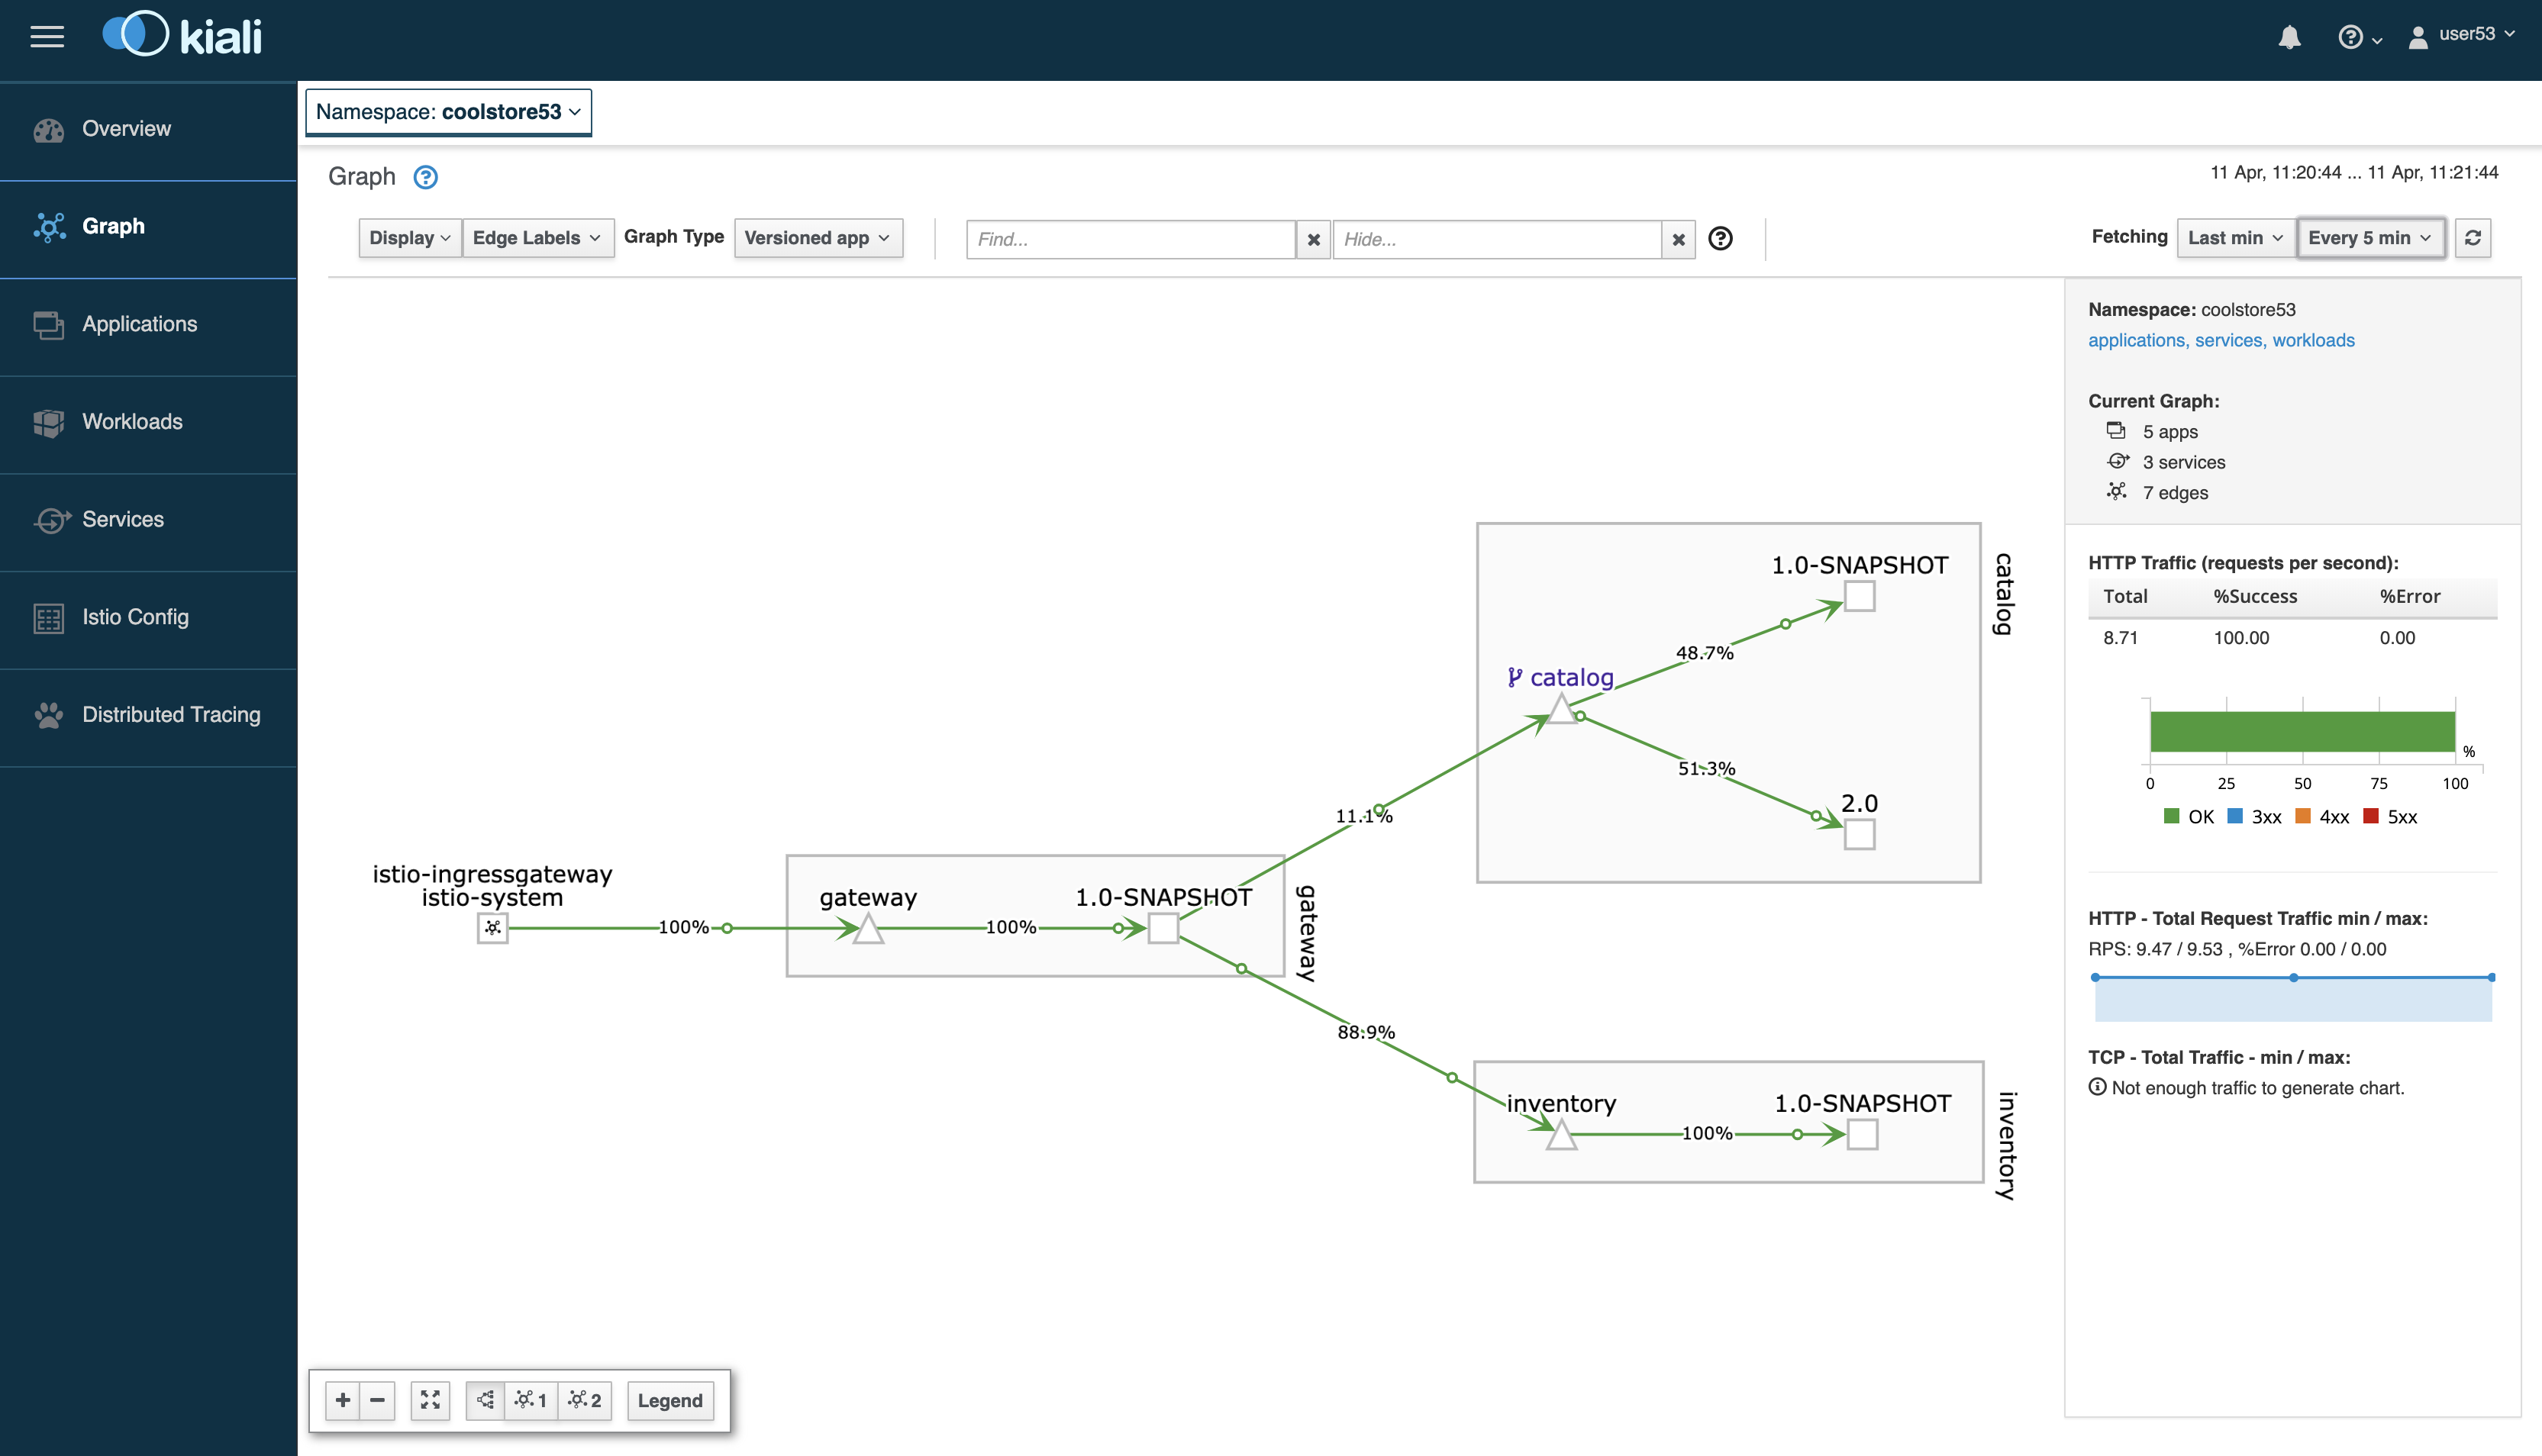 kiali
user53
Namespace: coolstore53
Overview
Graph
Applications
Workloads
Services
Istio Config
Distributed Tracing
Graph
11 Apr, 11:20:44 ... 11 Apr, 11:21:44
Display
Edge Labels
Graph Type
Versioned app
Find...
Hide...
Fetching
Last min
Every 5 min
istio-ingressgateway
istio-system
100%
gateway
100%
1.0-SNAPSHOT
gateway
11.1%
88.9%
catalog
48.7%
1.0-SNAPSHOT
51.3%
2.0
catalog
inventory
100%
1.0-SNAPSHOT
inventory
1
2
Legend
Namespace: coolstore53
applications, services, workloads
Current Graph:
5 apps
3 services
7 edges
HTTP Traffic (requests per second):
Total %Success %Error
8.71 100.00 0.00
%
0 25 50 75 100
OK 3xx 4xx 5xx
HTTP - Total Request Traffic min / max:
RPS: 9.47 / 9.53 , %Error 0.00 / 0.00
TCP - Total Traffic - min / max:
Not enough traffic to generate chart.